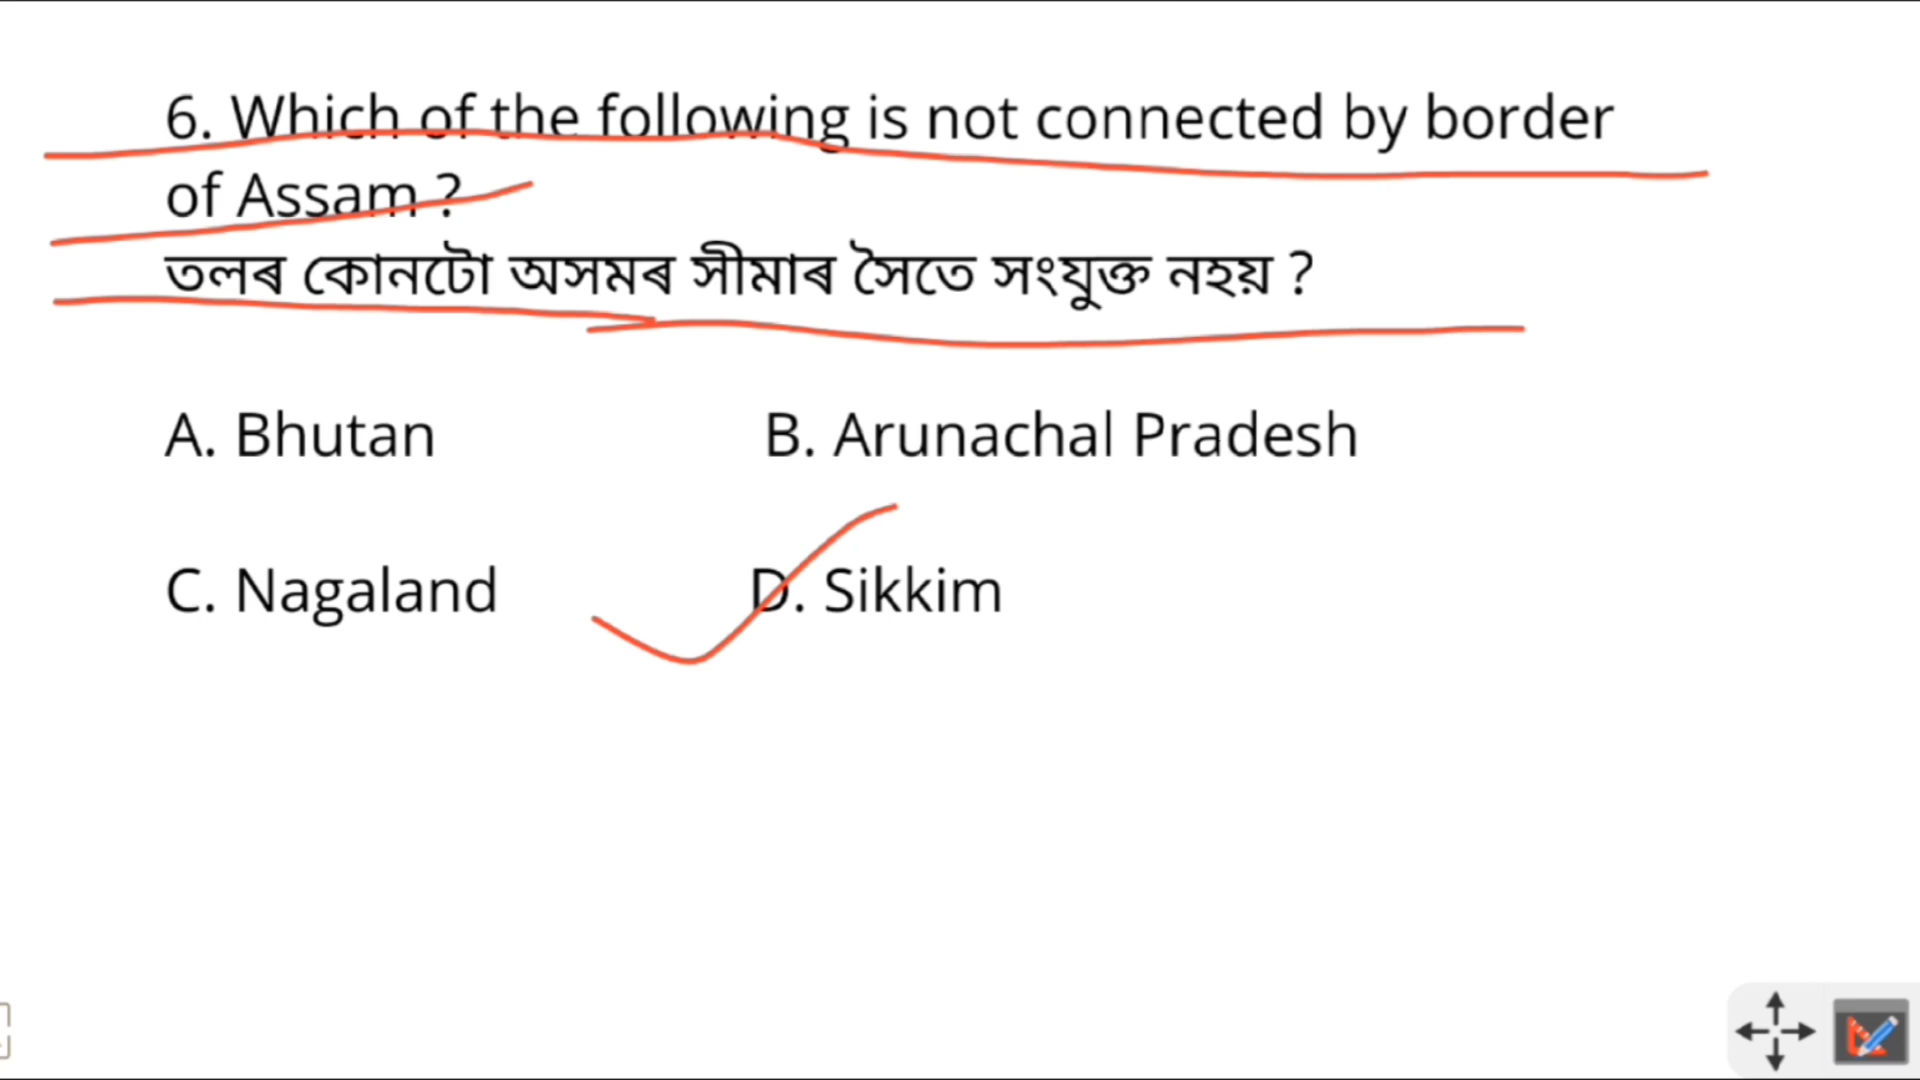 6. Which of the following is not connected by border
of Assam ?
তলৰ কোনটো অসমৰ সীমাৰ সৈতে সংযুক্ত নহয় ?
A. Bhutan B. Arunachal Pradesh
C. Nagaland D. Sikkim